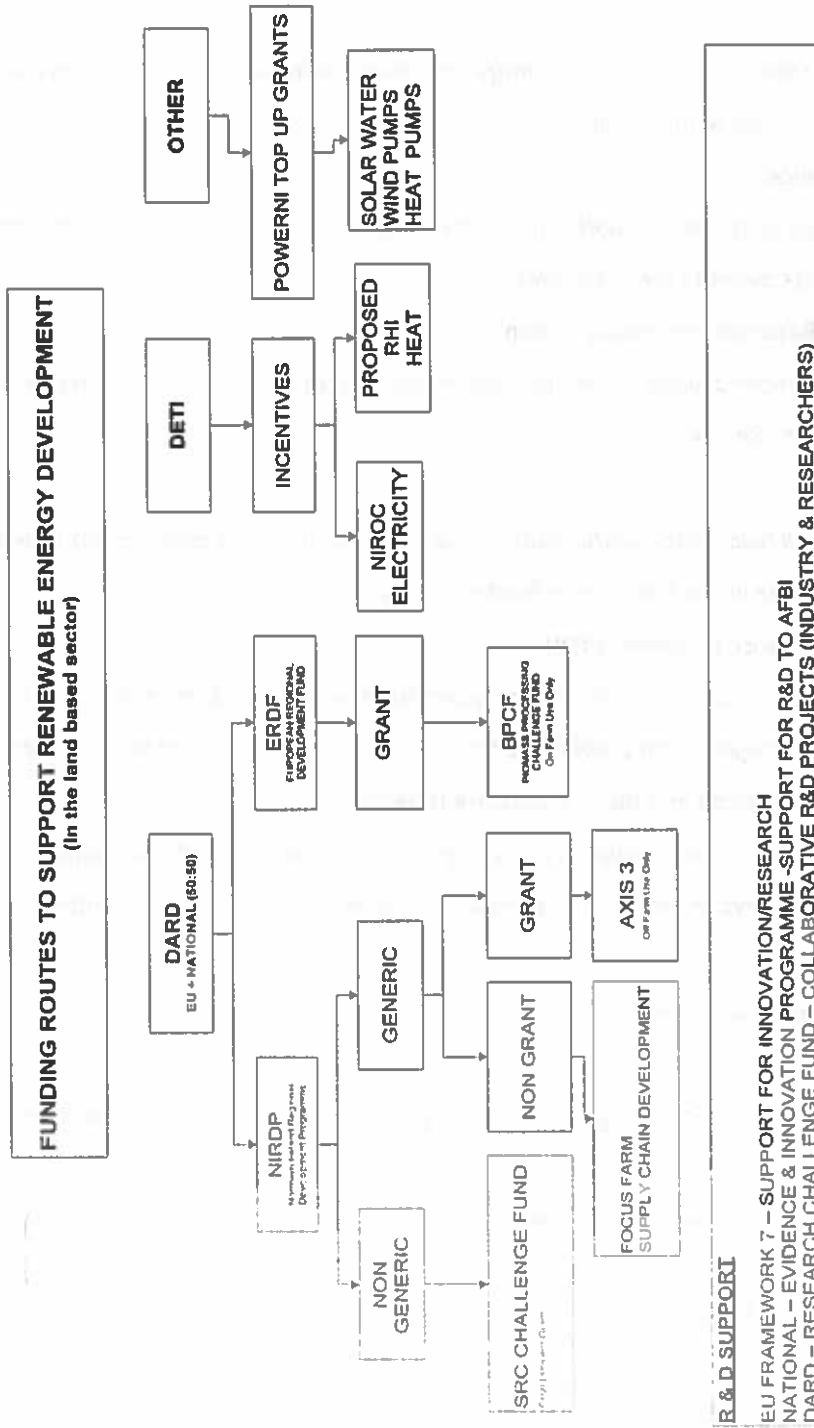 FUNDING ROUTES TO SUPPORT RENEWABLE ENERGY DEVELOPMENT
(In the land based sector)
DARD
EU + NATIONAL (50:50)
NIRDP
Development Programme
NON
GENERIC
SRC CHALLENGE FUND
GENERIC
NON GRANT
FOCUS FARM
SUPPLY CHAIN DEVELOPMENT
GRANT
AXIS 3
Off Farm Use Only
ERDF
EUROPEAN REGIONAL
DEVELOPMENT FUND
GRANT
BPCF
BIOMASS PROCESSING
CHALLENGE FUND
On Farm Use Only
DETI
INCENTIVES
NIROC
ELECTRICITY
PROPOSED
RHI
HEAT
OTHER
POWERNI TOP UP GRANTS
SOLAR WATER
WIND PUMPS
HEAT PUMPS
R & D SUPPORT
EU FRAMEWORK 7 – SUPPORT FOR INNOVATION/RESEARCH
NATIONAL – EVIDENCE & INNOVATION PROGRAMME -SUPPORT FOR R&D TO AFBI
DARD – RESEARCH CHALLENGE FUND – COLLABORATIVE R&D PROJECTS (INDUSTRY & RESEARCHERS)